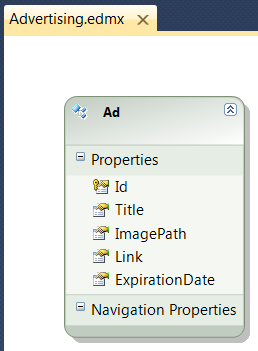 Advertising.edmx
Ad
Properties
Id
Title
ImagePath
Link
ExpirationDate
Navigation Properties